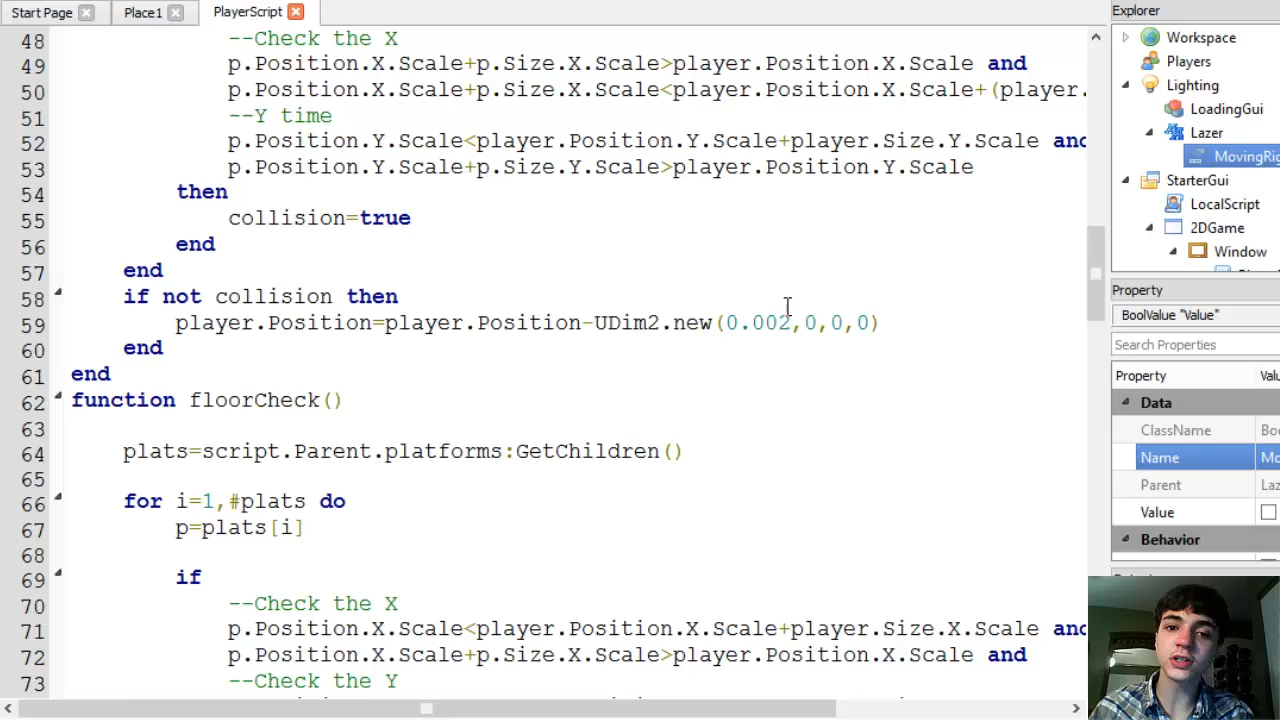 Start Page
Place1
PlayerScript
48 --Check the X
49 p.Position.X.Scale+p.Size.X.Scale>player.Position.X.Scale and
50 p.Position.X.Scale+p.Size.X.Scale<player.Position.X.Scale+(player.
51 --Y time
52 p.Position.Y.Scale<player.Position.Y.Scale+player.Size.Y.Scale and
53 p.Position.Y.Scale+p.Size.Y.Scale>player.Position.Y.Scale
54 then
55 collision=true
56 end
57 end
58 if not collision then
59 player.Position=player.Position-UDim2.new(0.002,0,0,0)
60 end
61 end
62 function floorCheck()
63
64 plats=script.Parent.platforms:GetChildren()
65
66 for i=1,#plats do
67 p=plats[i]
68
69 if
70 --Check the X
71 p.Position.X.Scale<player.Position.X.Scale+player.Size.X.Scale and
72 p.Position.X.Scale+p.Size.X.Scale>player.Position.X.Scale and
73 --Check the Y
Explorer
Workspace
Players
Lighting
LoadingGui
Lazer
MovingRig
StarterGui
LocalScript
2DGame
Window
Property
BoolValue "Value"
Search Properties
Property Valu
Data
ClassName Boo
Name Mo
Parent Laz
Value
Behavior